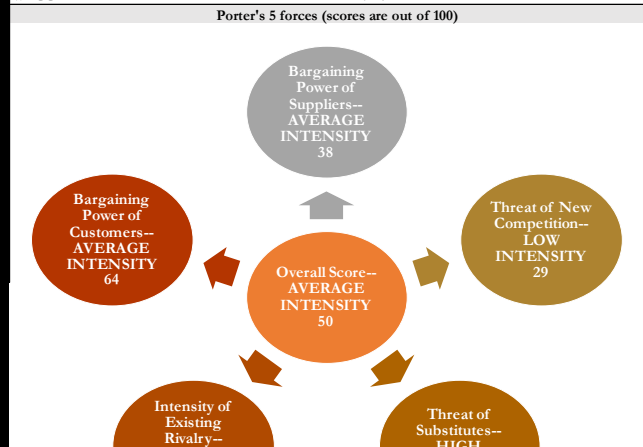 Porter's 5 forces (scores are out of 100)
Bargaining
Power of
Suppliers--
AVERAGE
INTENSITY
38
Bargaining
Power of
Customers--
AVERAGE
INTENSITY
64
Threat of New
Competition--
LOW
INTENSITY
29
Overall Score--
AVERAGE
INTENSITY
50
Intensity of
Existing
Rivalry--
Threat of
Substitutes--
HIGH